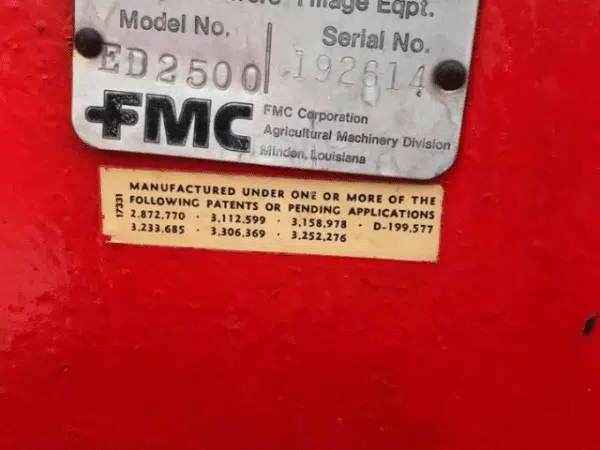 Tillage Eqpt.
Model No. Serial No.
ED2500 192614
FMC
FMC Corporation
Agricultural Machinery Division
Minden, Louisiana
17331
MANUFACTURED UNDER ONE OR MORE OF THE
FOLLOWING PATENTS OR PENDING APPLICATIONS
2.872.770 · 3,112,599 · 3,158,978 · D-199,577
3.233.685 · 3,306,369 · 3,252,276